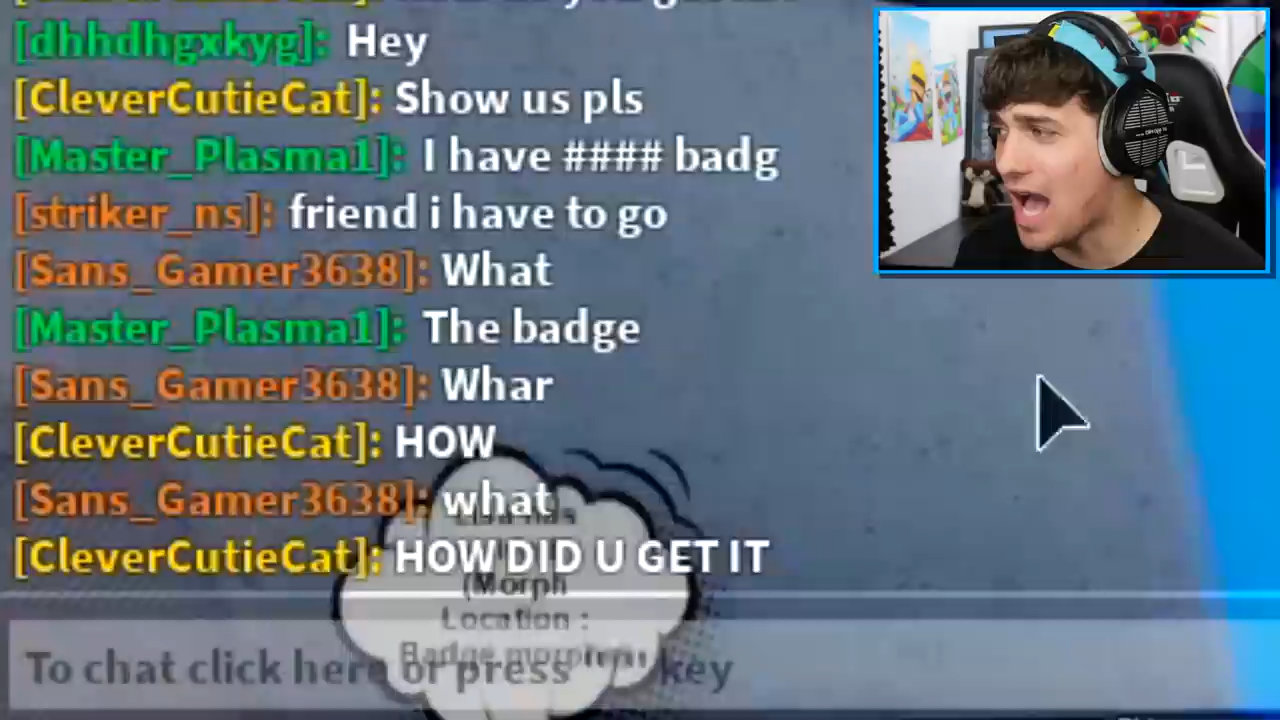 [dhhdhgxkyg]: Hey
[CleverCutieCat]: Show us pls
[Master_Plasma1]: I have #### badg
[striker_ns]: friend i have to go
[Sans_Gamer3638]: What
[Master_Plasma1]: The badge
[Sans_Gamer3638]: Whar
[CleverCutieCat]: HOW
[Sans_Gamer3638]: what
[CleverCutieCat]: HOW DID U GET IT
(Morph
Location :
Badge
To chat click here or press "/" key